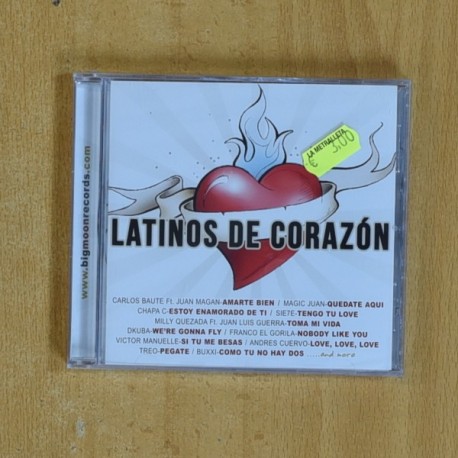 www.bigmoonrecords.com
LA METRALLETA
€ 5,00
LATINOS DE CORAZÓN
CARLOS BAUTE Ft. JUAN MAGAN-AMARTE BIEN / MAGIC JUAN-QUEDATE AQUI
CHAPA C-ESTOY ENAMORADO DE TI / SIE7E-TENGO TU LOVE
MILLY QUEZADA Ft. JUAN LUIS GUERRA-TOMA MI VIDA
DKUBA-WE'RE GONNA FLY / FRANCO EL GORILA-NOBODY LIKE YOU
VICTOR MANUELLE-SI TU ME BESAS / ANDRES CUERVO-LOVE, LOVE, LOVE
TREO-PEGATE / BUXXI-COMO TU NO HAY DOS ......and more